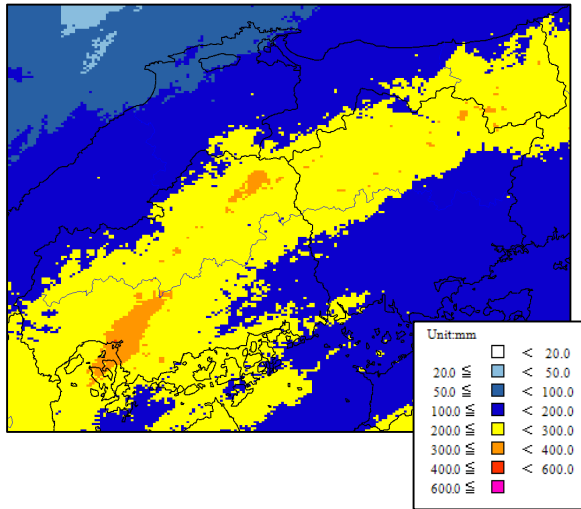 Unit:mm
< 20.0
20.0 ≦ < 50.0
50.0 ≦ < 100.0
100.0 ≦ < 200.0
200.0 ≦ < 300.0
300.0 ≦ < 400.0
400.0 ≦ < 600.0
600.0 ≦